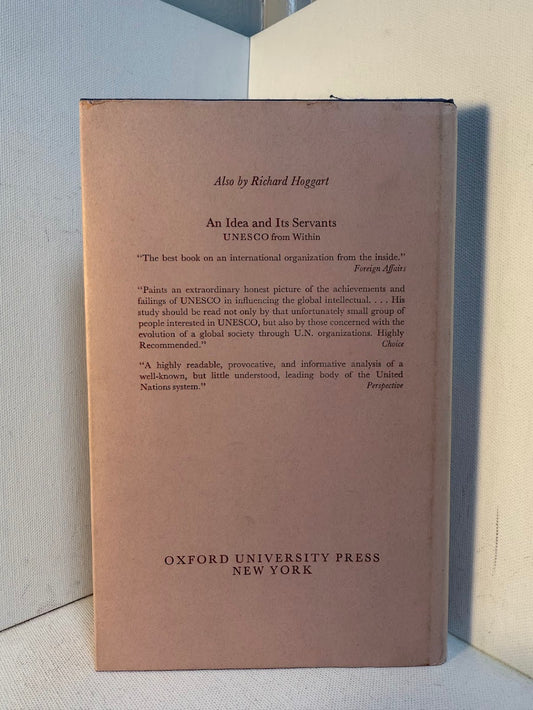 Also by Richard Hoggart
An Idea and Its Servants
UNESCO from Within
“The best book on an international organization from the inside.”
Foreign Affairs
“Paints an extraordinary honest picture of the achievements and
failings of UNESCO in influencing the global intellectual. . . . His
study should be read not only by that unfortunately small group of
people interested in UNESCO, but also by those concerned with the
evolution of a global society through U.N. organizations. Highly
Recommended.” Choice
“A highly readable, provocative, and informative analysis of a
well-known, but little understood, leading body of the United
Nations system.” Perspective
OXFORD UNIVERSITY PRESS
NEW YORK